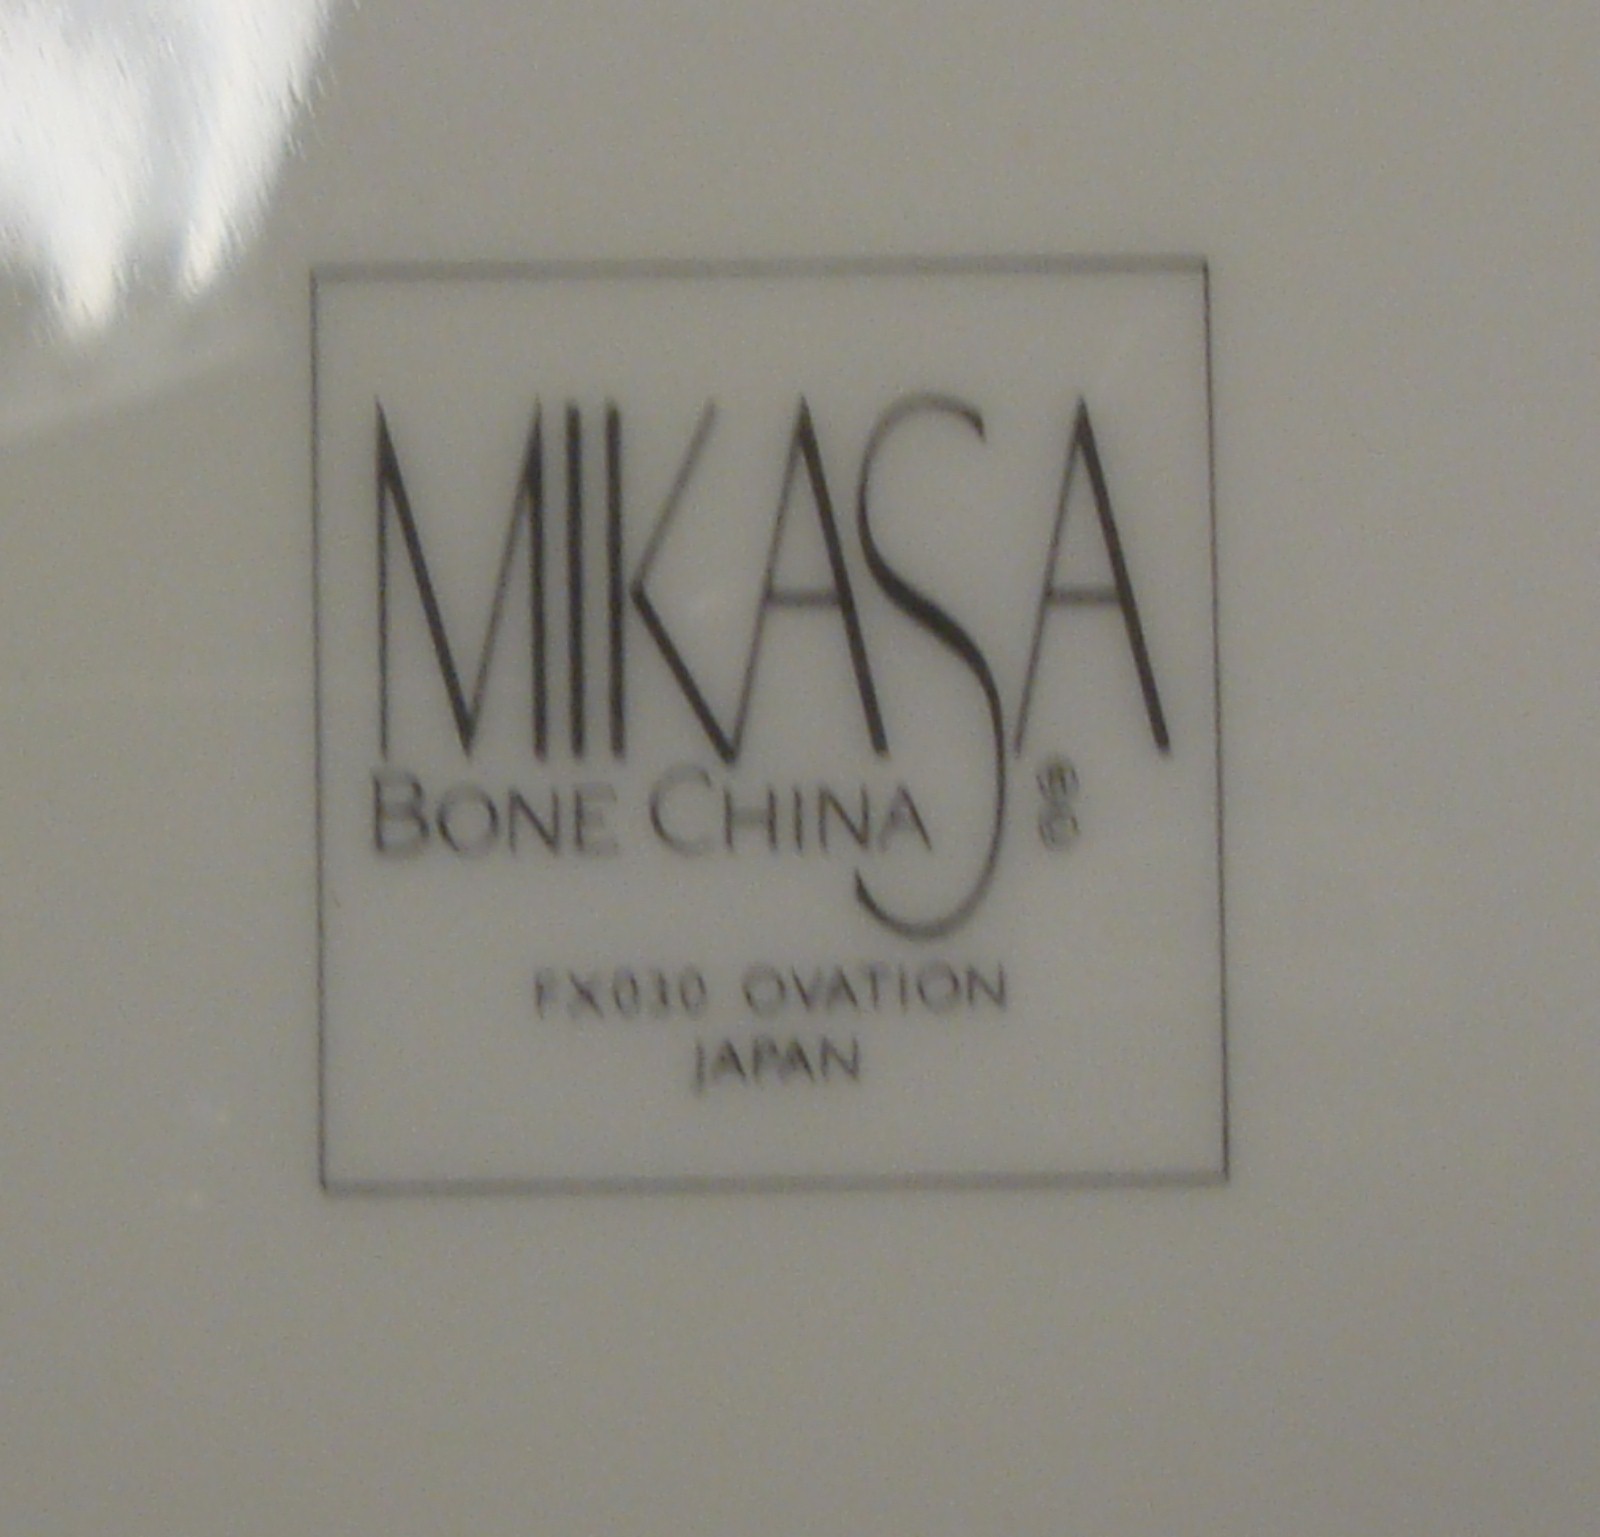 MIKASA
BONE CHINA ®©
FX030 OVATION
JAPAN